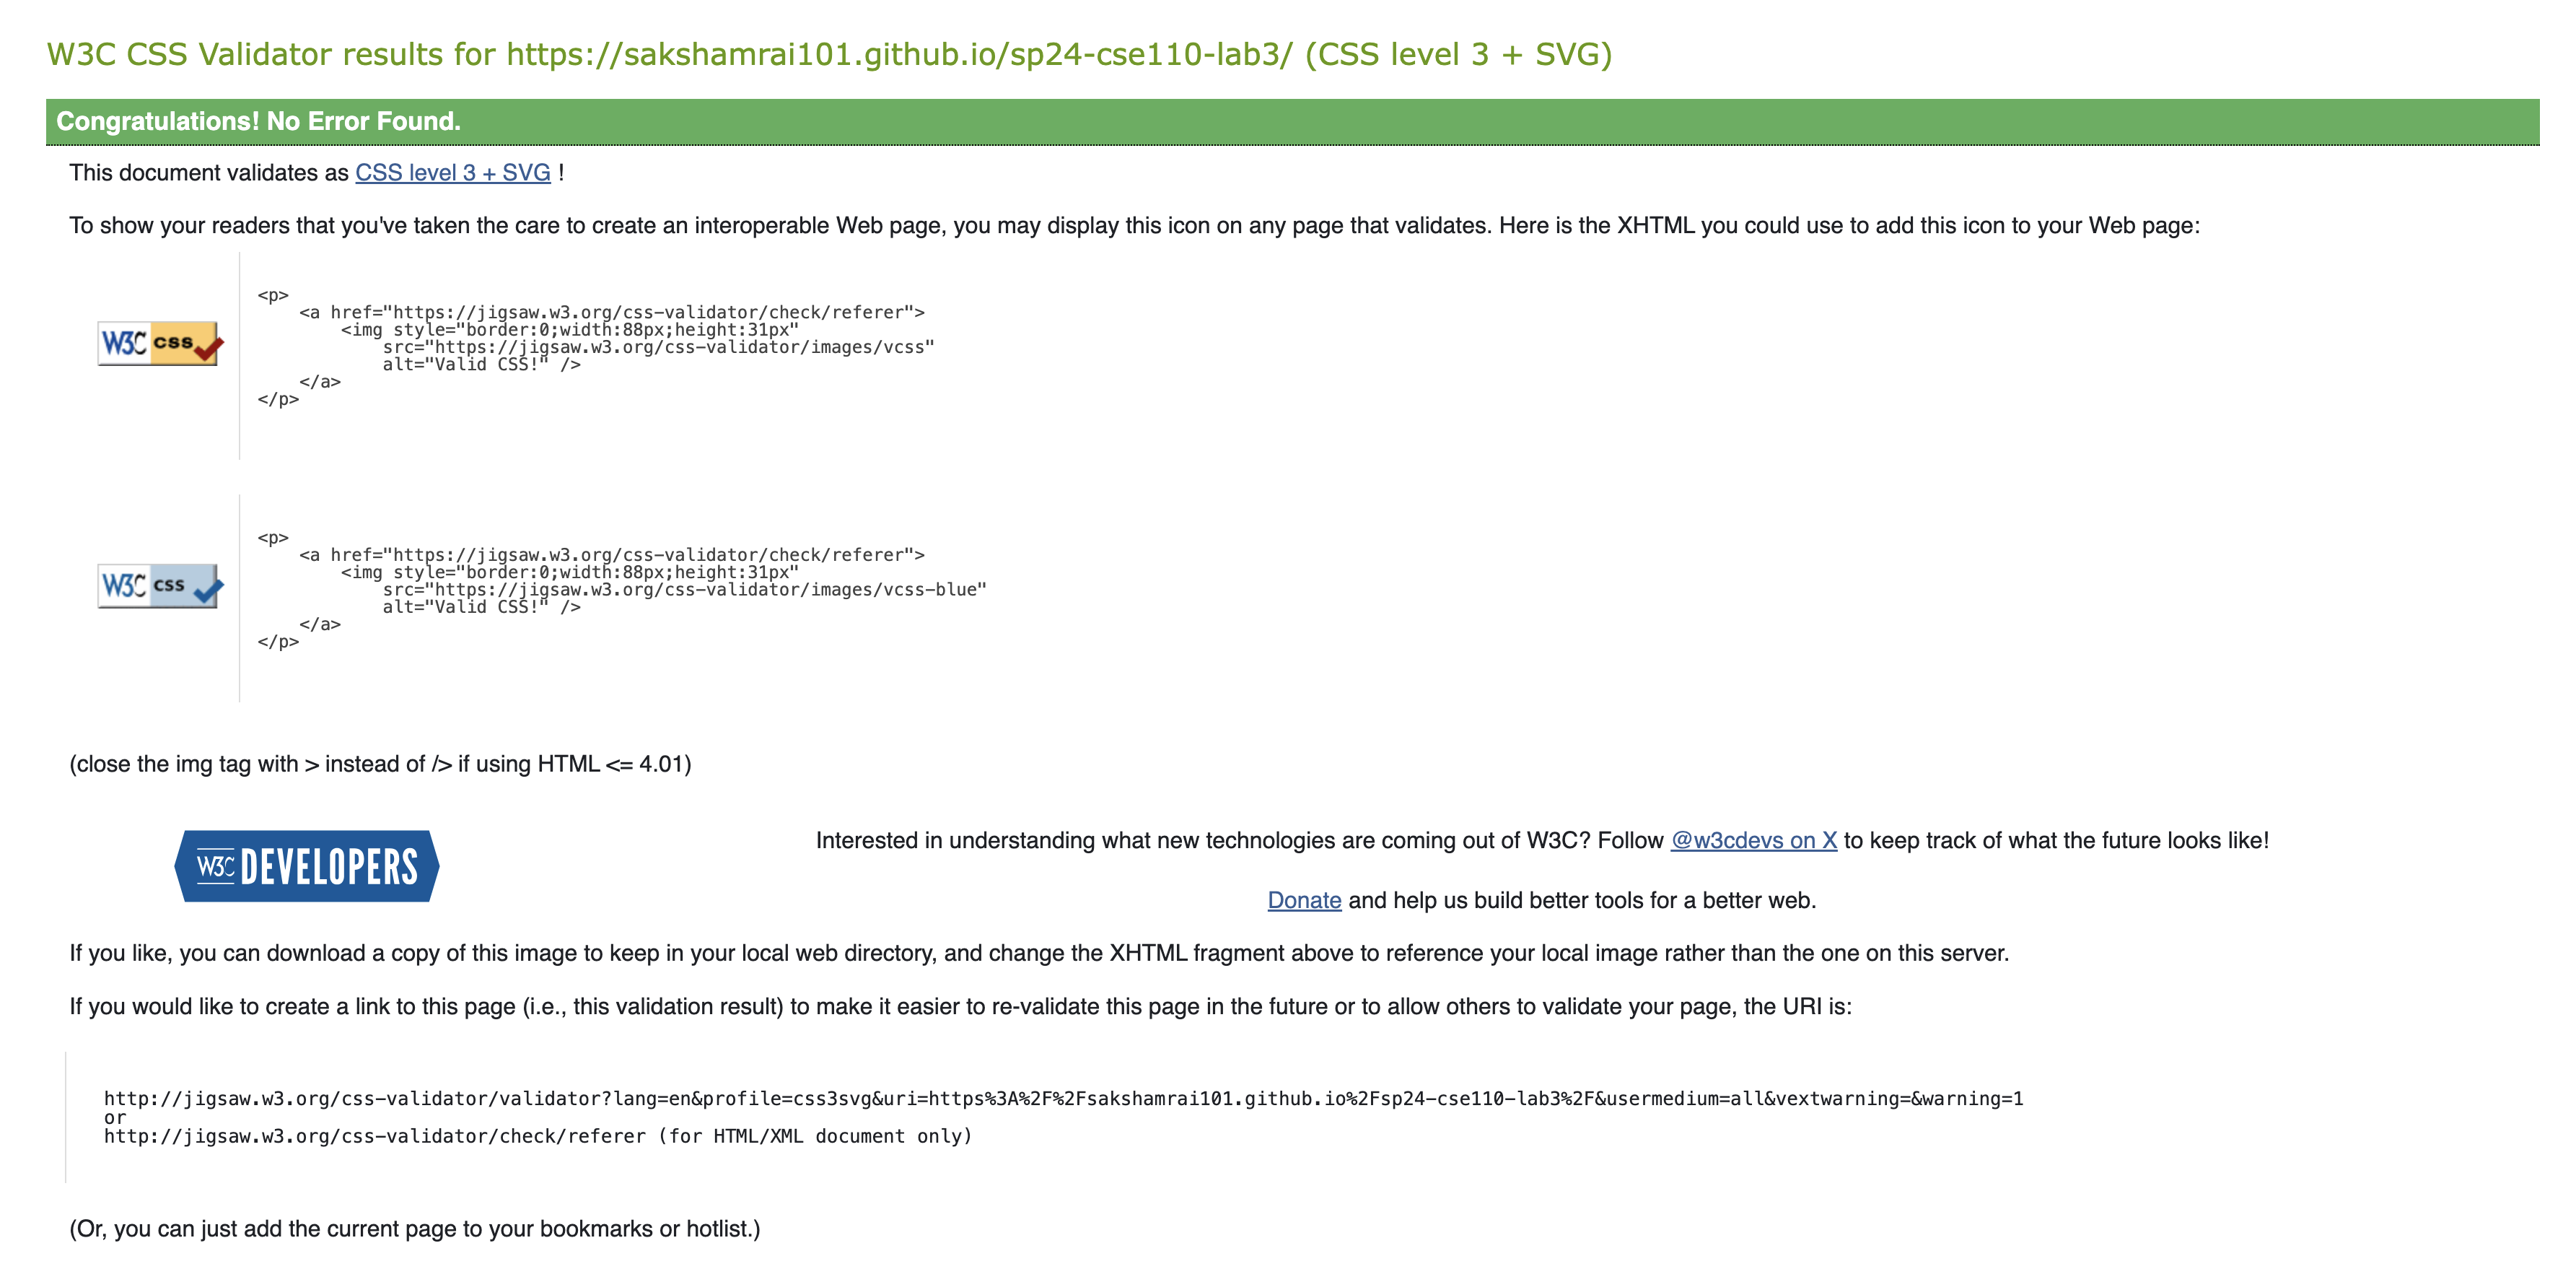 W3C CSS Validator results for https://sakshamrai101.github.io/sp24-cse110-lab3/ (CSS level 3 + SVG)
Congratulations! No Error Found.
This document validates as CSS level 3 + SVG !
To show your readers that you've taken the care to create an interoperable Web page, you may display this icon on any page that validates. Here is the XHTML you could use to add this icon to your Web page:
W3C css
<p>
    <a href="https://jigsaw.w3.org/css-validator/check/referer">
        <img style="border:0;width:88px;height:31px"
            src="https://jigsaw.w3.org/css-validator/images/vcss"
            alt="Valid CSS!" />
    </a>
</p>
W3C css
<p>
    <a href="https://jigsaw.w3.org/css-validator/check/referer">
        <img style="border:0;width:88px;height:31px"
            src="https://jigsaw.w3.org/css-validator/images/vcss-blue"
            alt="Valid CSS!" />
    </a>
</p>
(close the img tag with > instead of /> if using HTML <= 4.01)
W3C DEVELOPERS
Interested in understanding what new technologies are coming out of W3C? Follow @w3cdevs on X to keep track of what the future looks like!
Donate and help us build better tools for a better web.
If you like, you can download a copy of this image to keep in your local web directory, and change the XHTML fragment above to reference your local image rather than the one on this server.
If you would like to create a link to this page (i.e., this validation result) to make it easier to re-validate this page in the future or to allow others to validate your page, the URI is:
http://jigsaw.w3.org/css-validator/validator?lang=en&profile=css3svg&uri=https%3A%2F%2Fsakshamrai101.github.io%2Fsp24-cse110-lab3%2F&usermedium=all&vextwarning=&warning=1
or
http://jigsaw.w3.org/css-validator/check/referer (for HTML/XML document only)
(Or, you can just add the current page to your bookmarks or hotlist.)